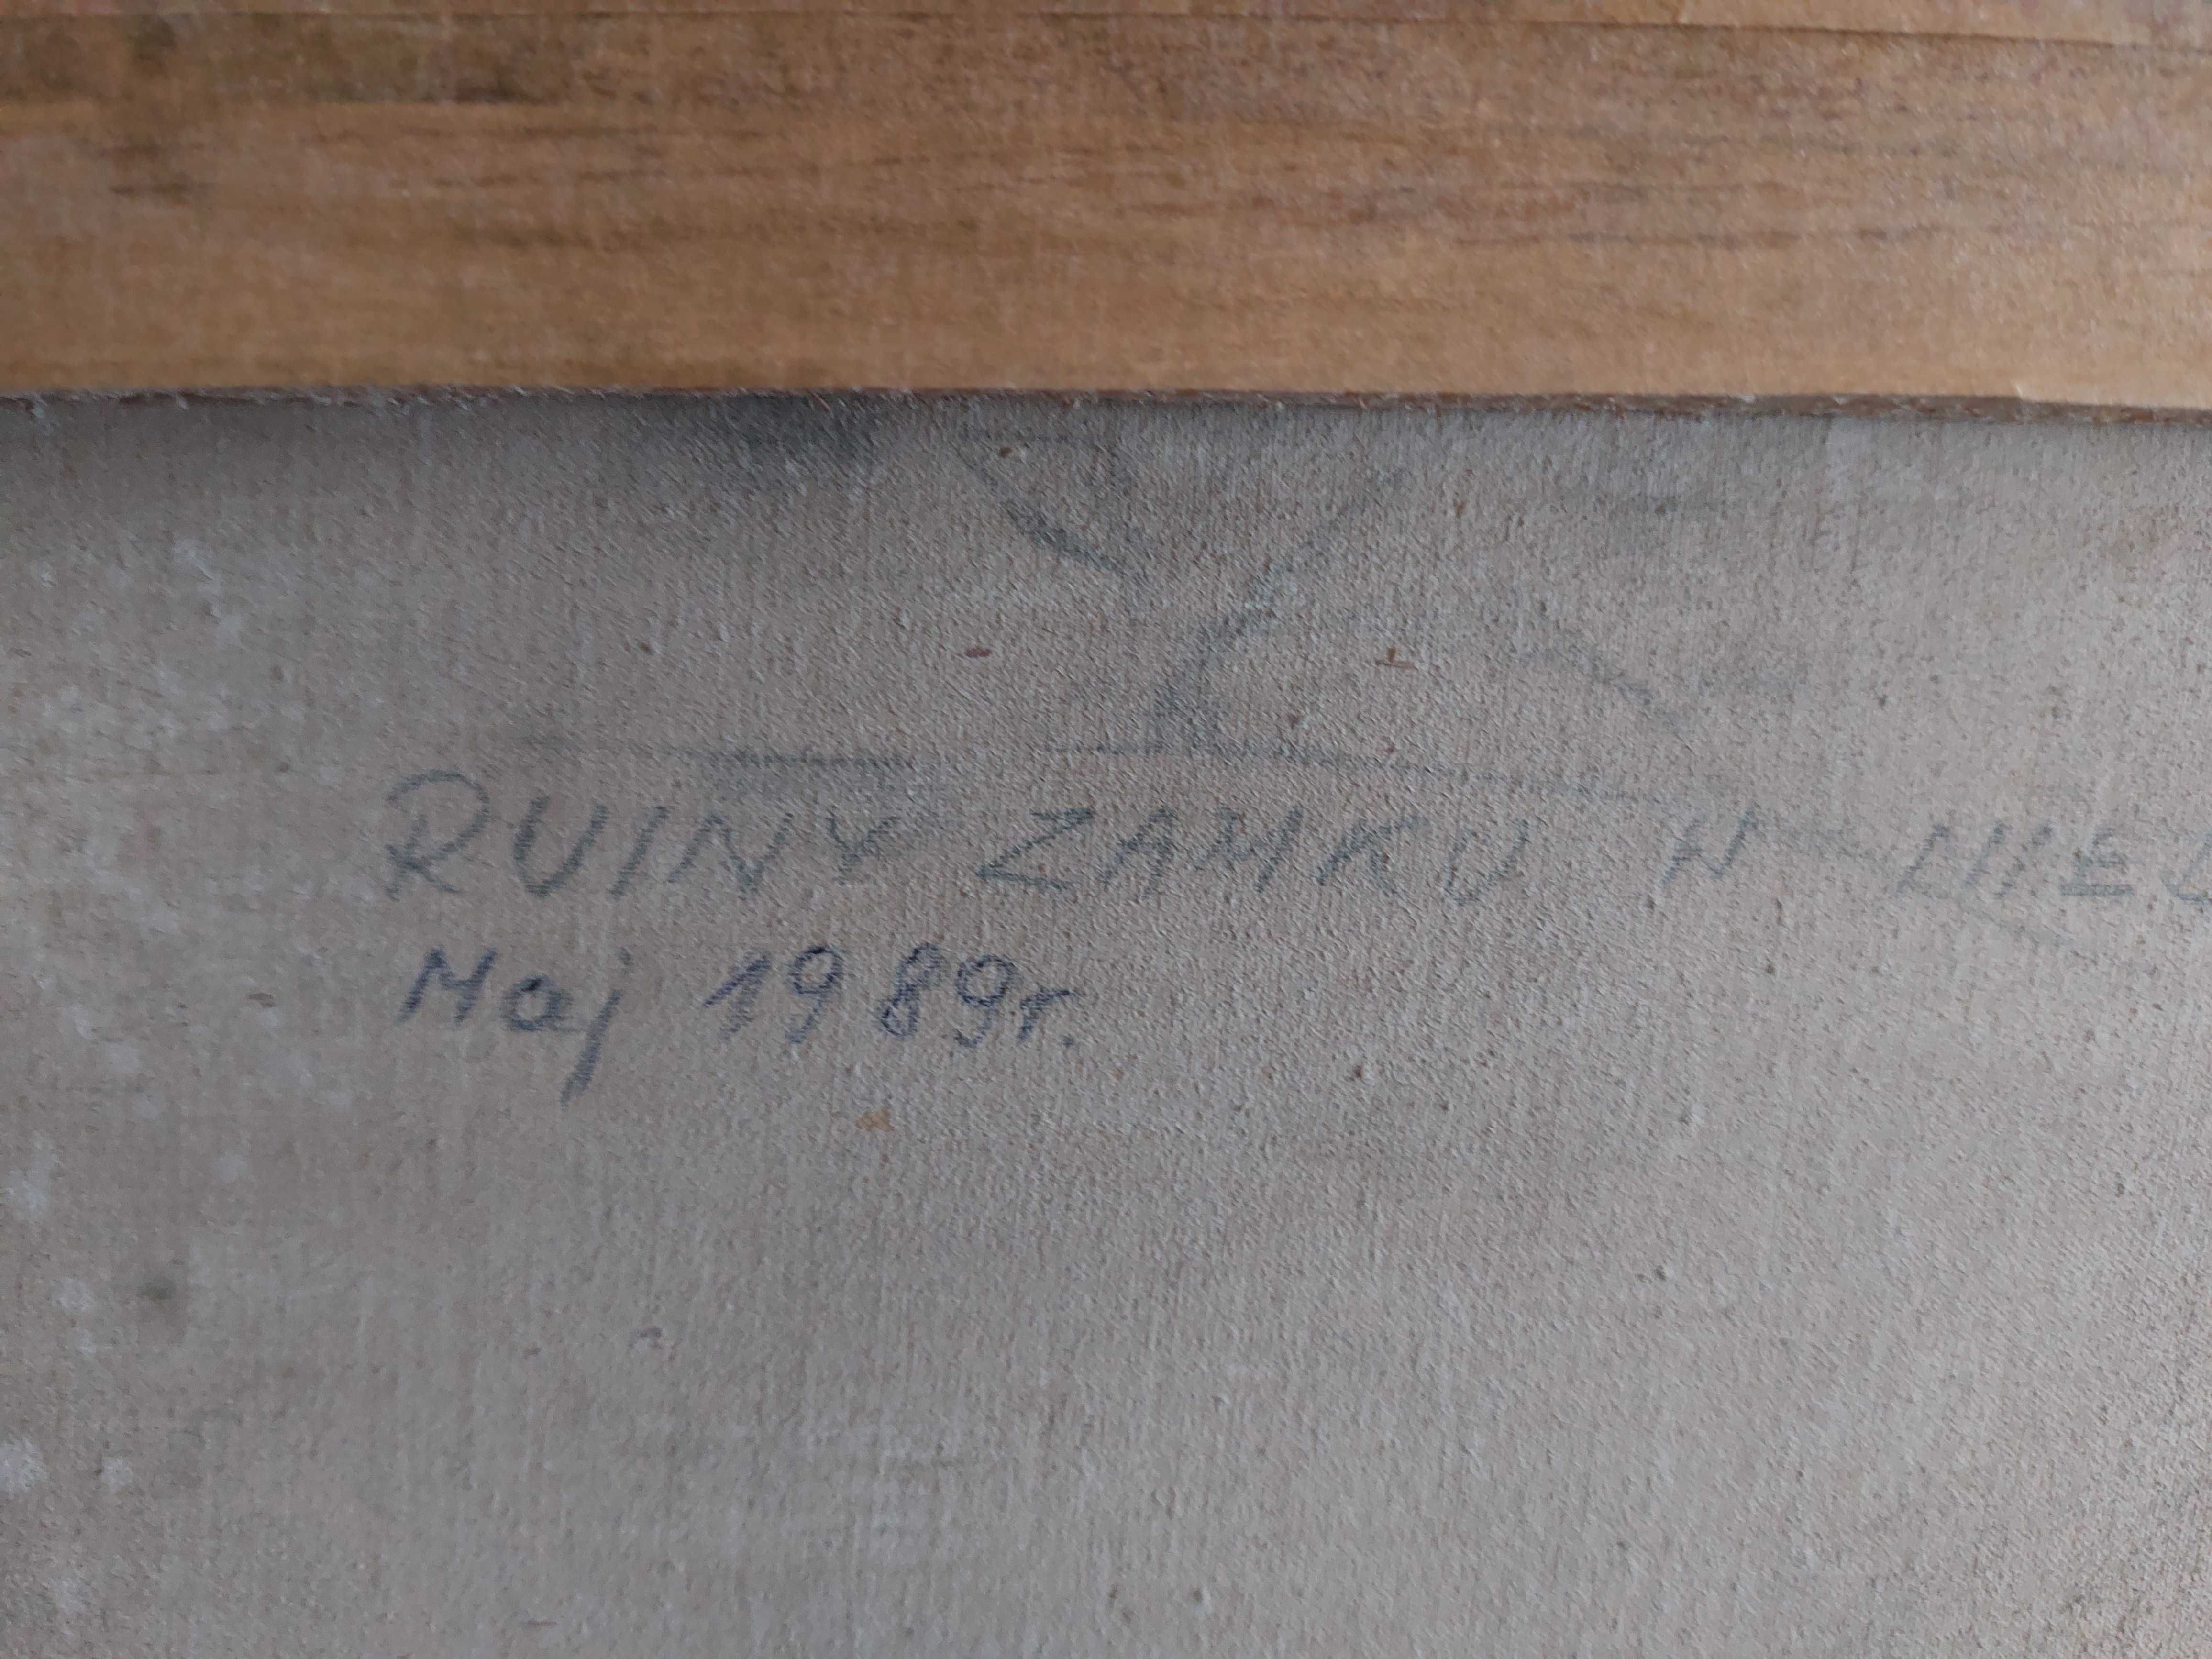 RUINY ZAMKU W
Maj 1989r.